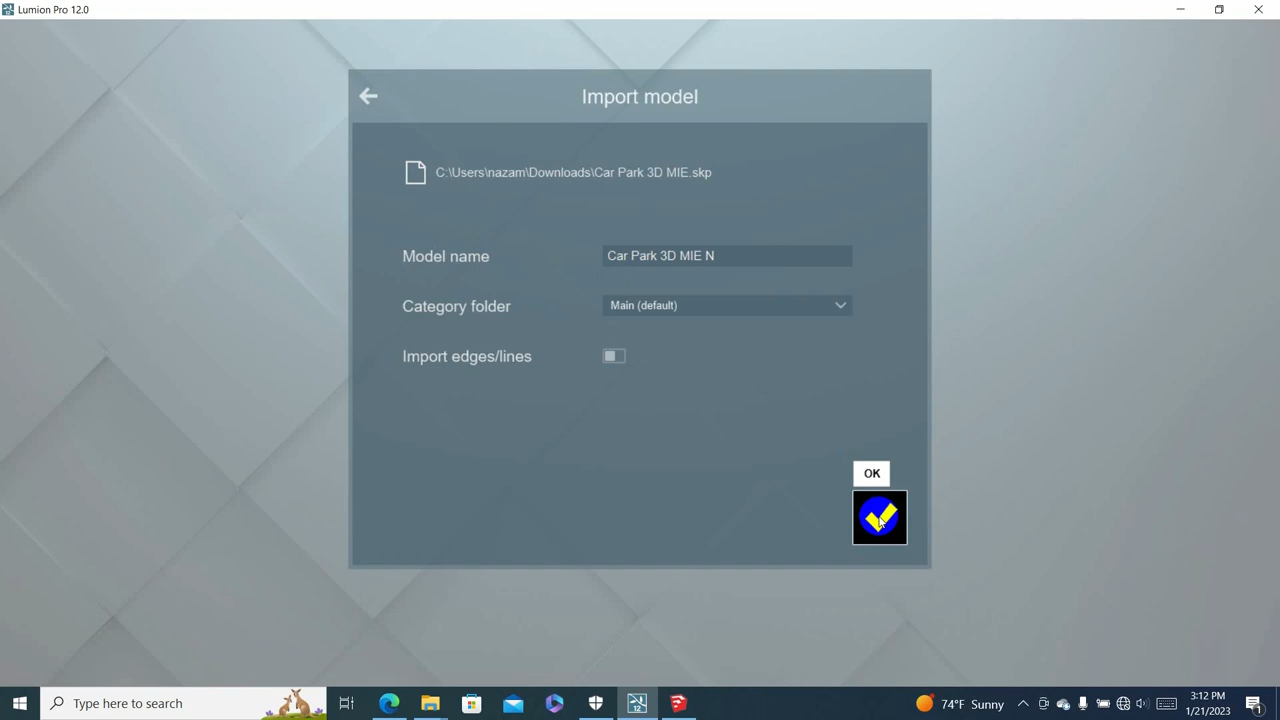 Lumion Pro 12.0
Import model
C:\Users\nazam\Downloads\Car Park 3D MIE.skp
Model name
Car Park 3D MIE N
Category folder
Main (default)
Import edges/lines
OK
12
Type here to search
74°F Sunny
3:12 PM
1/21/2023
1